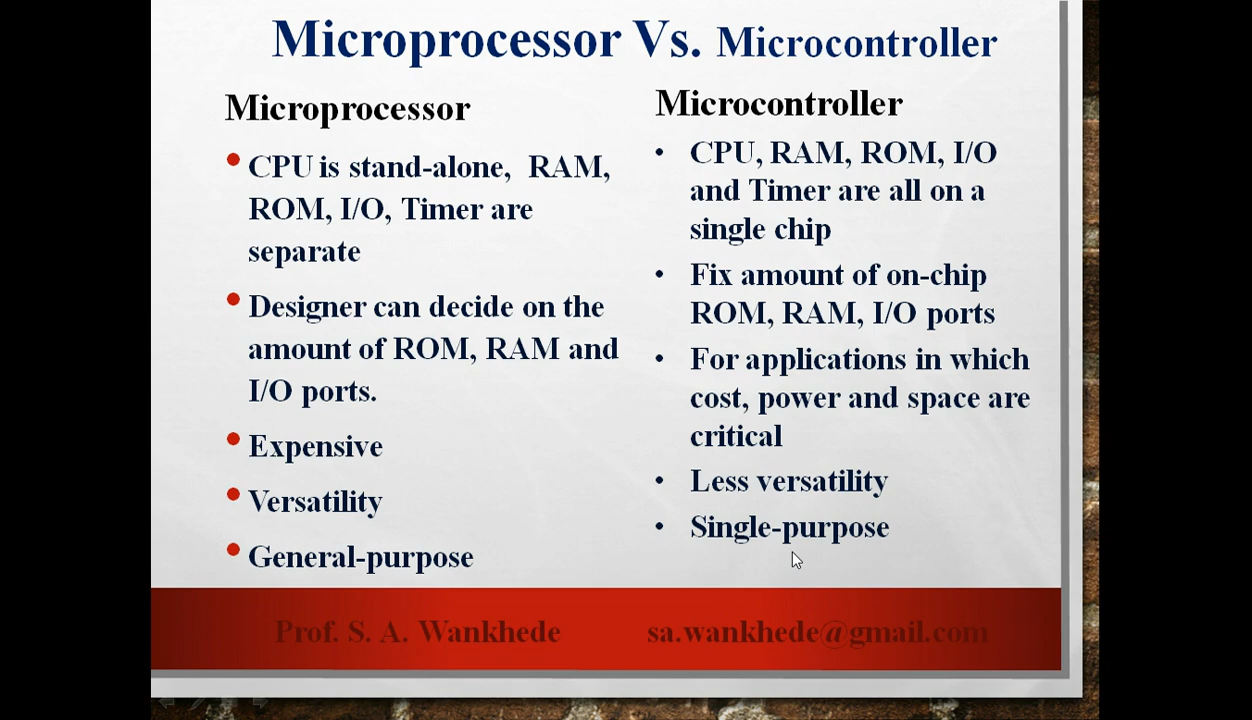 Microprocessor Vs. Microcontroller
Microprocessor
• CPU is stand-alone, RAM,
ROM, I/O, Timer are
separate
• Designer can decide on the
amount of ROM, RAM and
I/O ports.
• Expensive
• Versatility
• General-purpose
Microcontroller
• CPU, RAM, ROM, I/O
and Timer are all on a
single chip
• Fix amount of on-chip
ROM, RAM, I/O ports
• For applications in which
cost, power and space are
critical
• Less versatility
• Single-purpose
Prof. S. A. Wankhede sa.wankhede@gmail.com